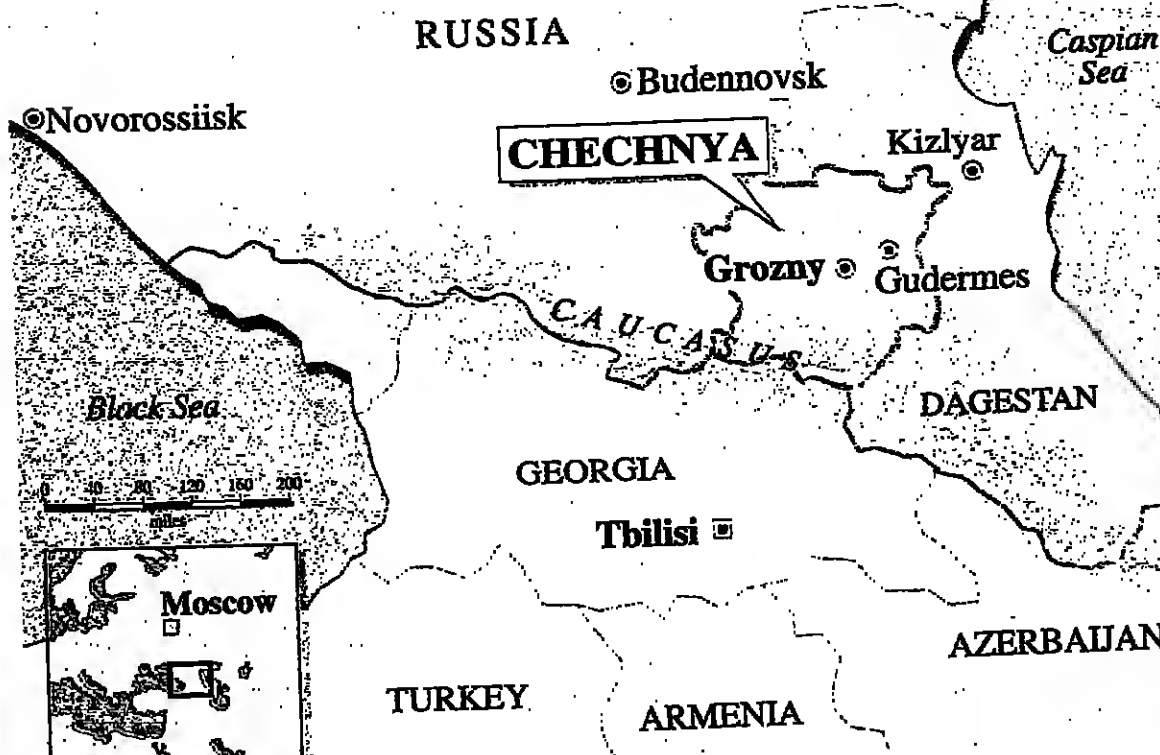 RUSSIA
Caspian
Sea
Budennovsk
Novorossiisk
CHECHNYA
Kizlyar
Grozny
Gudermes
CAUCASUS
Black Sea
DAGESTAN
GEORGIA
0 40 80 120 160 200
miles
Tbilisi
Moscow
AZERBAIJAN
TURKEY
ARMENIA